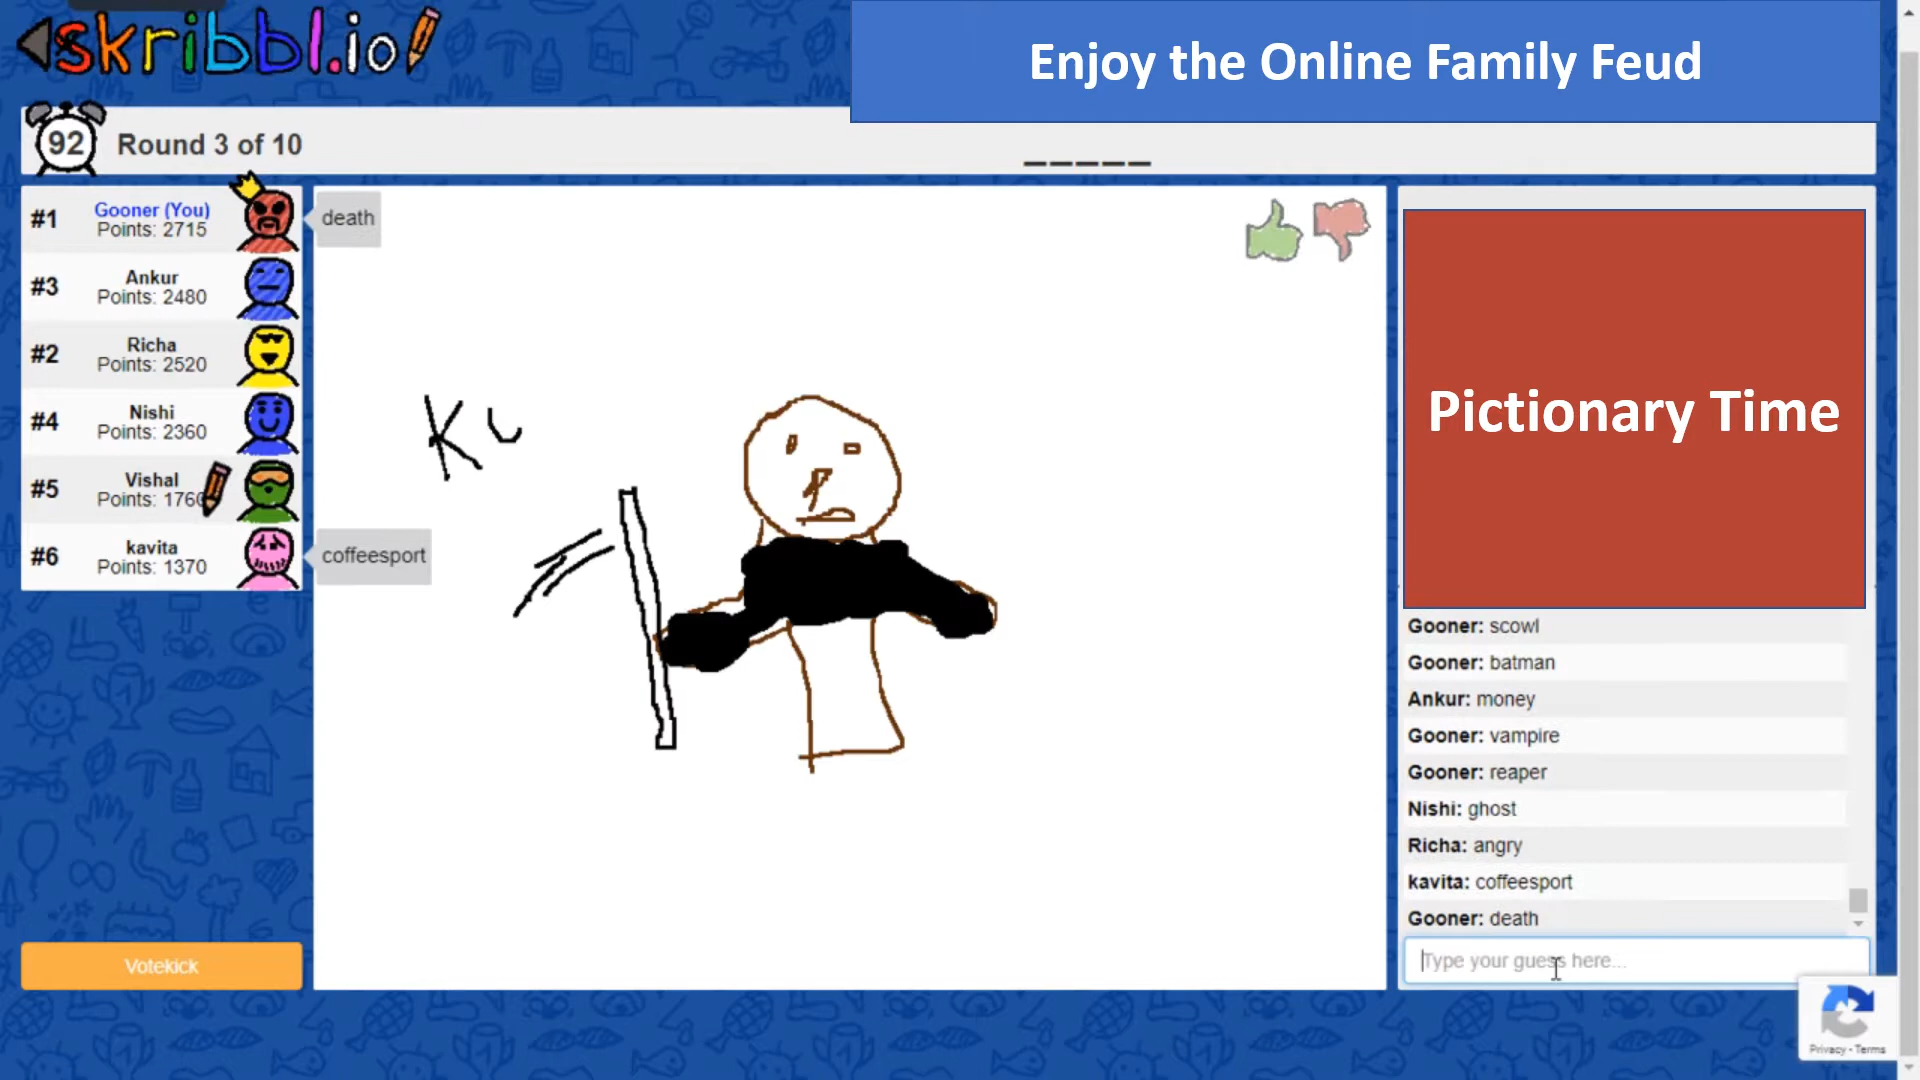 skribbl.io
Enjoy the Online Family Feud
92
Round 3 of 10
_ _ _ _ _
#1
Gooner (You)
Points: 2715
death
#3
Ankur
Points: 2480
#2
Richa
Points: 2520
#4
Nishi
Points: 2360
#5
Vishal
Points: 1760
#6
kavita
Points: 1370
coffeesport
Votekick
K
Pictionary Time
Gooner: scowl
Gooner: batman
Ankur: money
Gooner: vampire
Gooner: reaper
Nishi: ghost
Richa: angry
kavita: coffeesport
Gooner: death
Type your guess here...
Privacy - Terms